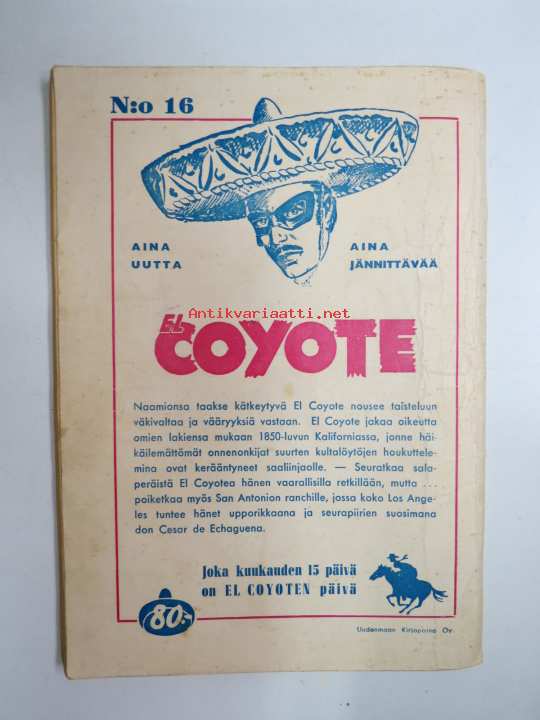 N:o 16
AINA
UUTTA
AINA
JÄNNITTÄVÄÄ
Antikvariaatti.net
EL
COYOTE
Naamionsa taakse kätkeytyvä El Coyote nousee taisteluun
väkivaltaa ja vääryyksiä vastaan. El Coyote jakaa oikeutta
omien lakiensa mukaan 1850-luvun Kaliforniassa, jonne häi-
käilemättömät onnenonkijat suurten kultalöytöjen houkuttele-
mina ovat kerääntyneet saaliinjaolle. — Seuratkaa sala-
peräistä El Coyotea hänen vaarallisilla retkillään, mutta ...
poiketkaa myös San Antonion ranchille, jossa koko Los Ange-
les tuntee hänet upporikkaana ja seurapiirien suosimana
don Cesar de Echaguena.
Joka kuukauden 15 päivä
on EL COYOTEN päivä
80:-
Uudenmaan Kirjapaino Oy.